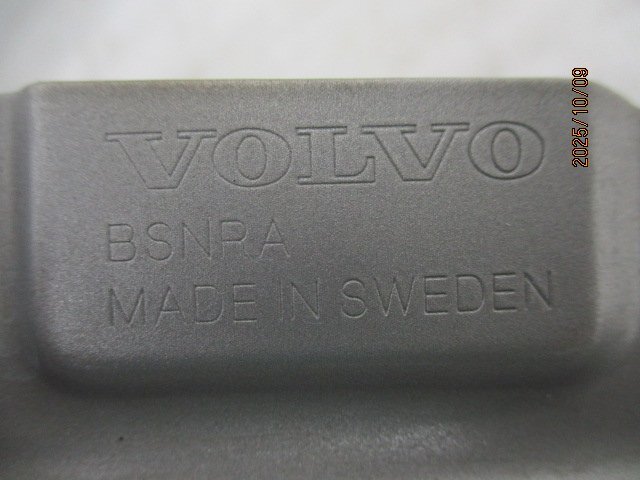 VOLVO
BSNRA
MADE IN SWEDEN
2025/10/09